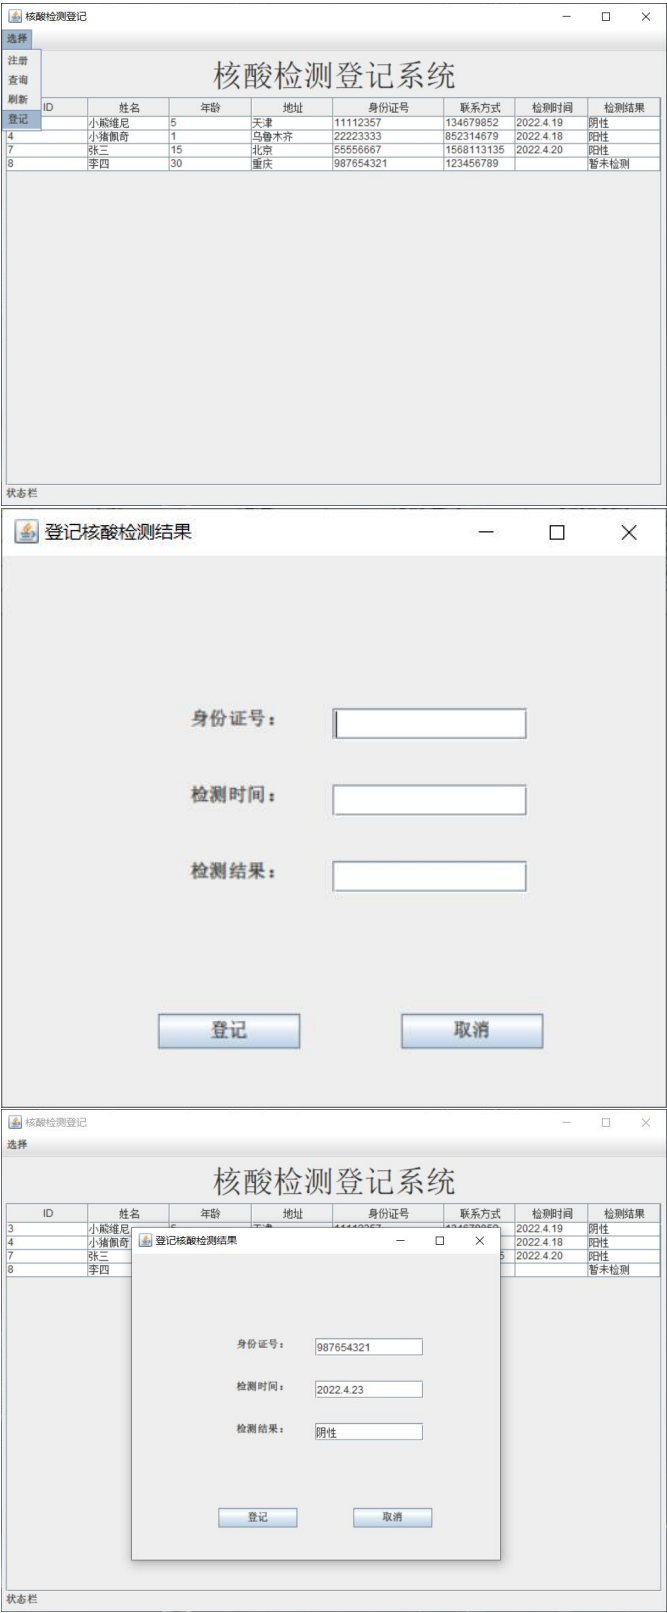 核酸检测登记
选择
注册
查询
刷新
登记
核酸检测登记系统
ID 姓名 年龄 地址 身份证号 联系方式 检测时间 检测结果
小熊维尼 5 天津 11112357 134679852 2022.4.19 阴性
4 小猪佩奇 1 乌鲁木齐 22223333 852314679 2022.4.18 阳性
7 张三 15 北京 55556667 1568113135 2022.4.20 阳性
8 李四 30 重庆 987654321 123456789 暂未检测
状态栏
登记核酸检测结果
身份证号：
检测时间：
检测结果：
登记 取消
核酸检测登记
选择
核酸检测登记系统
ID 姓名 年龄 地址 身份证号 联系方式 检测时间 检测结果
3 小熊维尼 2022.4.19 阴性
4 小猪佩奇 2022.4.18 阳性
7 张三 5 2022.4.20 阳性
8 李四 暂未检测
登记核酸检测结果
身份证号： 987654321
检测时间： 2022.4.23
检测结果： 阴性
登记 取消
状态栏